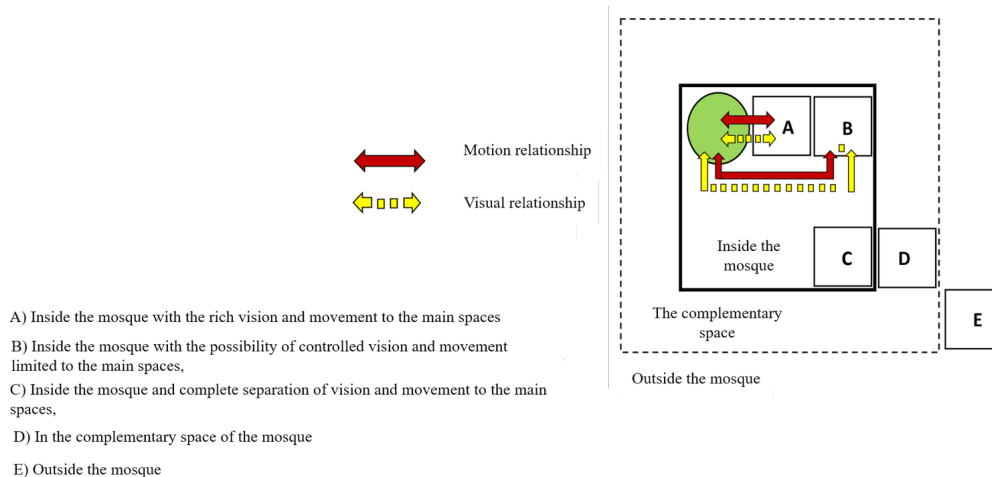 Motion relationship
Visual relationship
A) Inside the mosque with the rich vision and movement to the main spaces
B) Inside the mosque with the possibility of controlled vision and movement
limited to the main spaces,
C) Inside the mosque and complete separation of vision and movement to the main
spaces,
D) In the complementary space of the mosque
E) Outside the mosque
A
B
Inside the
mosque
C
D
The complementary
space
E
Outside the mosque